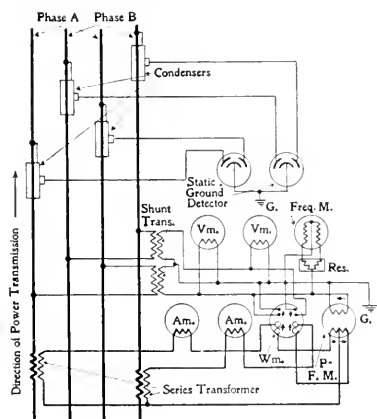 Phase A
Phase B
Condensers
Static
Ground
Detector
G.
Freq. M.
Shunt
Trans.
Vm.
Vm.
Res.
Direction of Power Transmission
Am.
Am.
Wm.
G.
P.
F. M.
Series Transformer